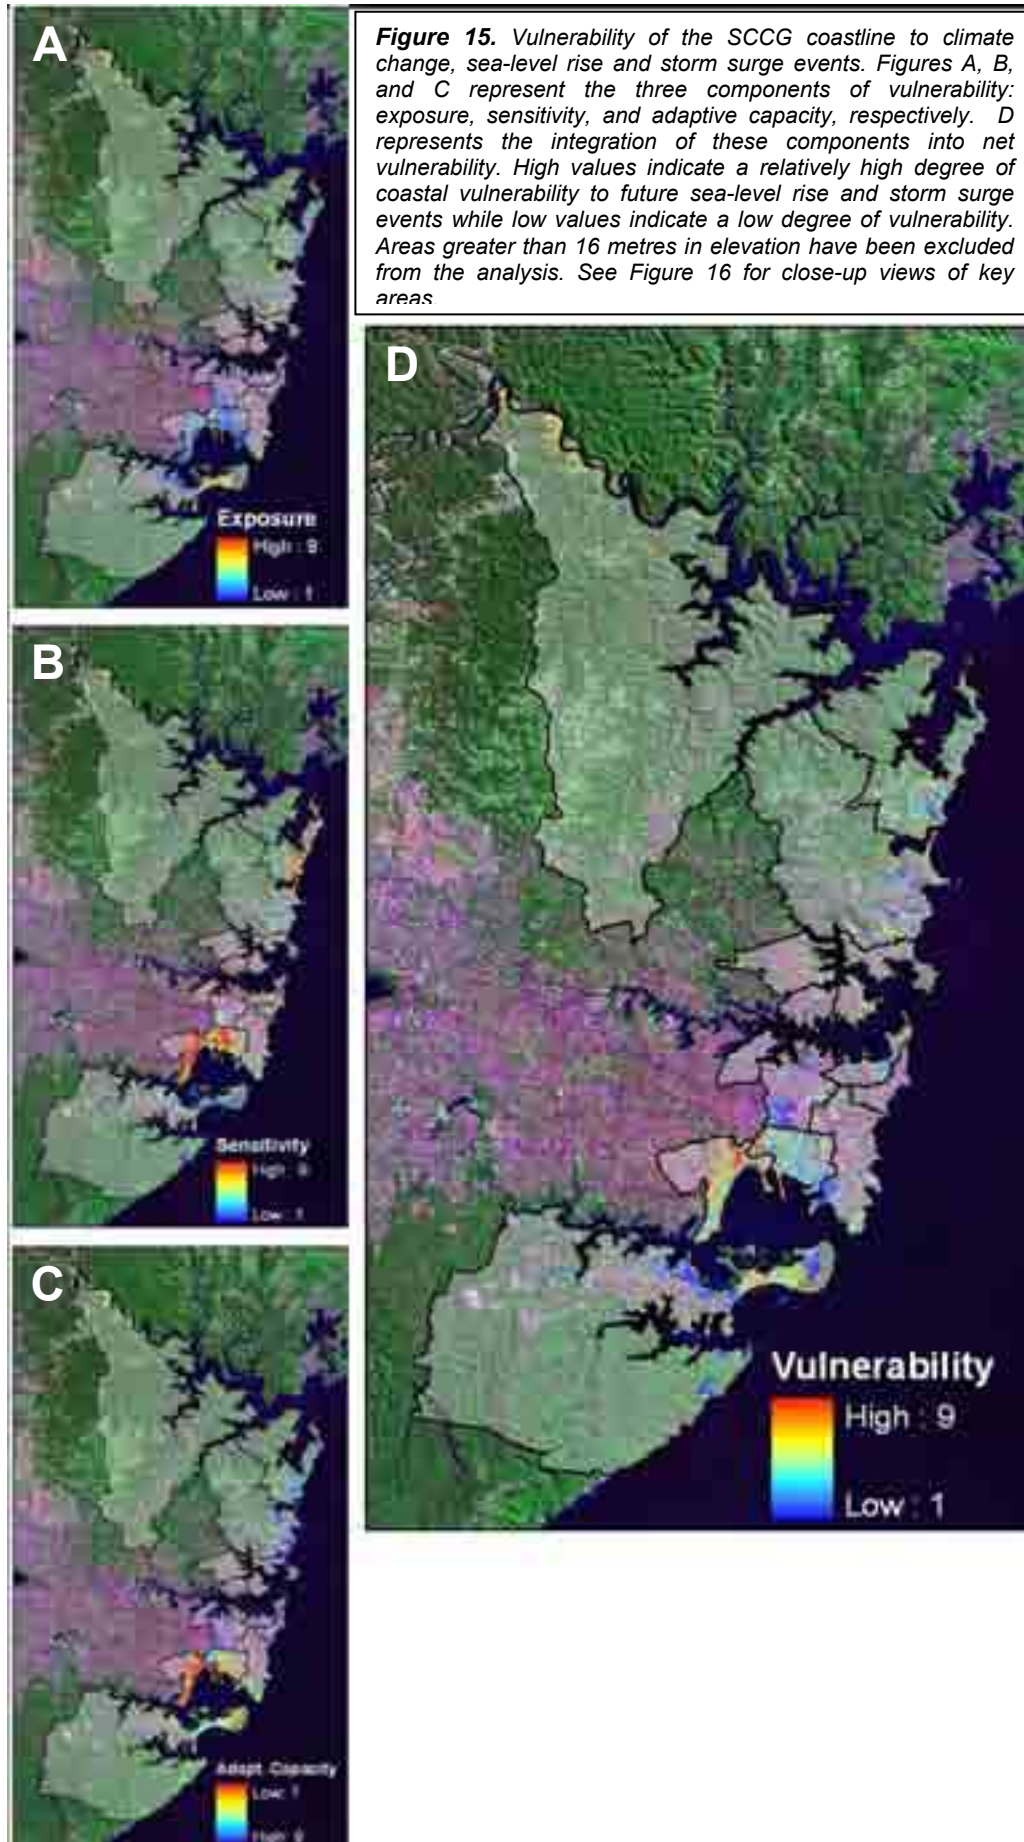 A
Figure 15. Vulnerability of the SCCG coastline to climate
change, sea-level rise and storm surge events. Figures A, B,
and C represent the three components of vulnerability:
exposure, sensitivity, and adaptive capacity, respectively. D
represents the integration of these components into net
vulnerability. High values indicate a relatively high degree of
coastal vulnerability to future sea-level rise and storm surge
events while low values indicate a low degree of vulnerability.
Areas greater than 16 metres in elevation have been excluded
from the analysis. See Figure 16 for close-up views of key
areas.
Exposure
High : 9
Low : 1
B
Sensitivity
High : 9
Low : 1
C
Adapt. Capacity
Low: 1
High: 9
D
Vulnerability
High : 9
Low : 1